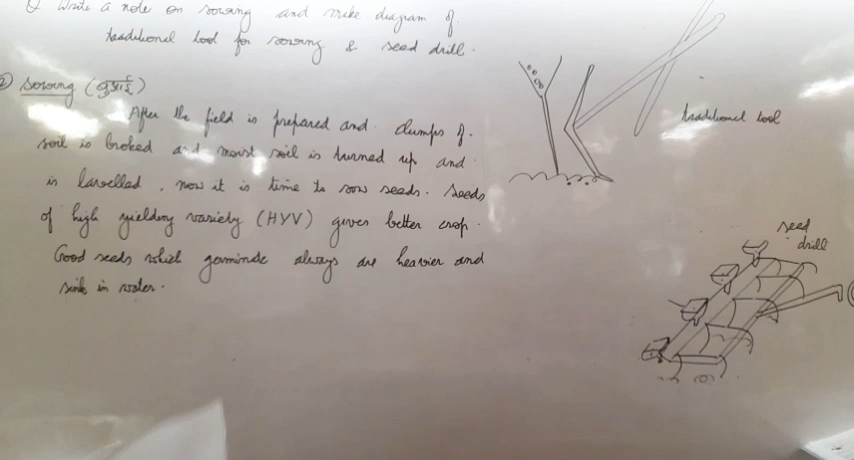 Q Write a note on sowing and make diagram of
traditional tool for sowing & seed drill.
② Sowing (बुआई)
After the field is prepared and clumps of
soil is broked and moist soil is turned up and
is lavelled, now it is time to sow seeds. Seeds
of high yielding variety (HYV) gives better crop.
Good seeds which germinde always are heavier and
sink in water.
traditional tool
seed
drill